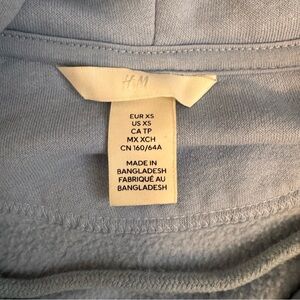 H&M
EUR XS
US XS
CA TP
MX XCH
CN 160/64A
MADE IN
BANGLADESH
FABRIQUÉ AU
BANGLADESH